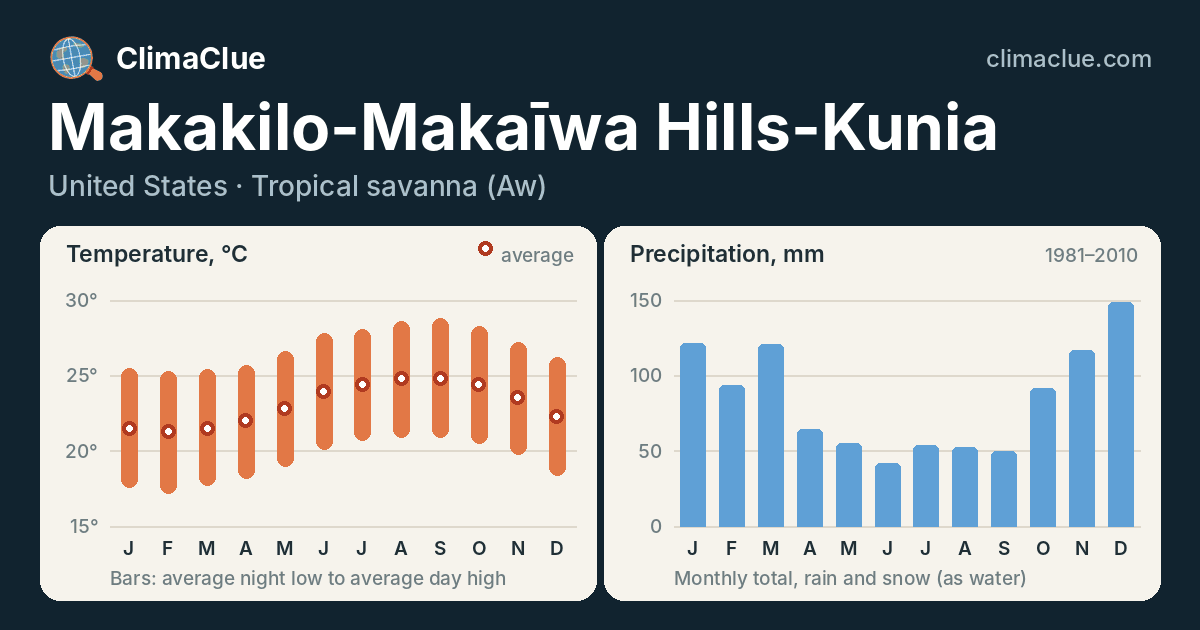 ClimaClue
climaclue.com
Makakilo-Makaīwa Hills-Kunia
United States · Tropical savanna (Aw)
Temperature, °C
average
30°
25°
20°
15°
J F M A M J J A S O N D
Bars: average night low to average day high
Precipitation, mm
1981–2010
150
100
50
0
J F M A M J J A S O N D
Monthly total, rain and snow (as water)